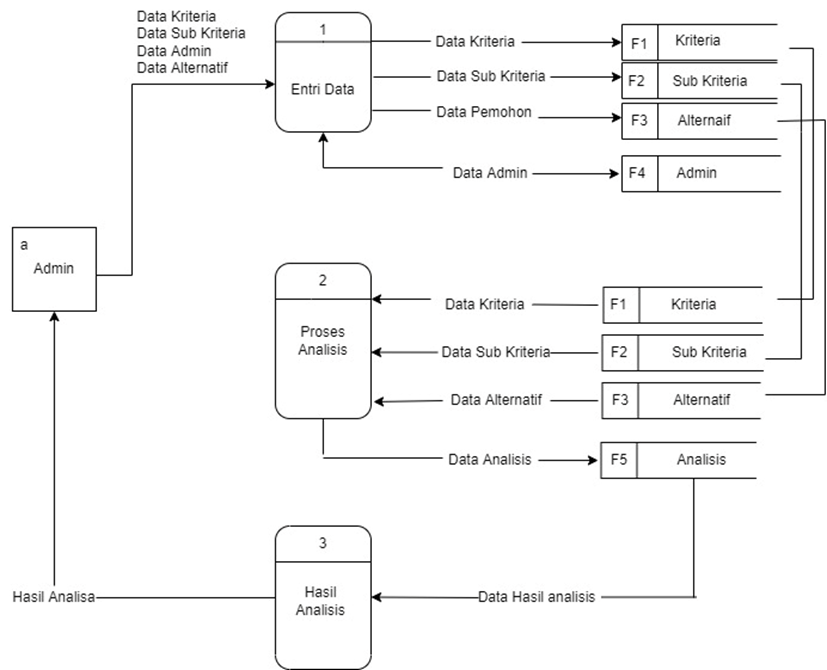 Data Kriteria
Data Sub Kriteria
Data Admin
Data Alternatif
1
Entri Data
Data Kriteria
F1
Kriteria
Data Sub Kriteria
F2
Sub Kriteria
Data Pemohon
F3
Alternaif
Data Admin
F4
Admin
a
Admin
2
Proses
Analisis
Data Kriteria
F1
Kriteria
Data Sub Kriteria
F2
Sub Kriteria
Data Alternatif
F3
Alternatif
Data Analisis
F5
Analisis
3
Hasil
Analisis
Hasil Analisa
Data Hasil analisis